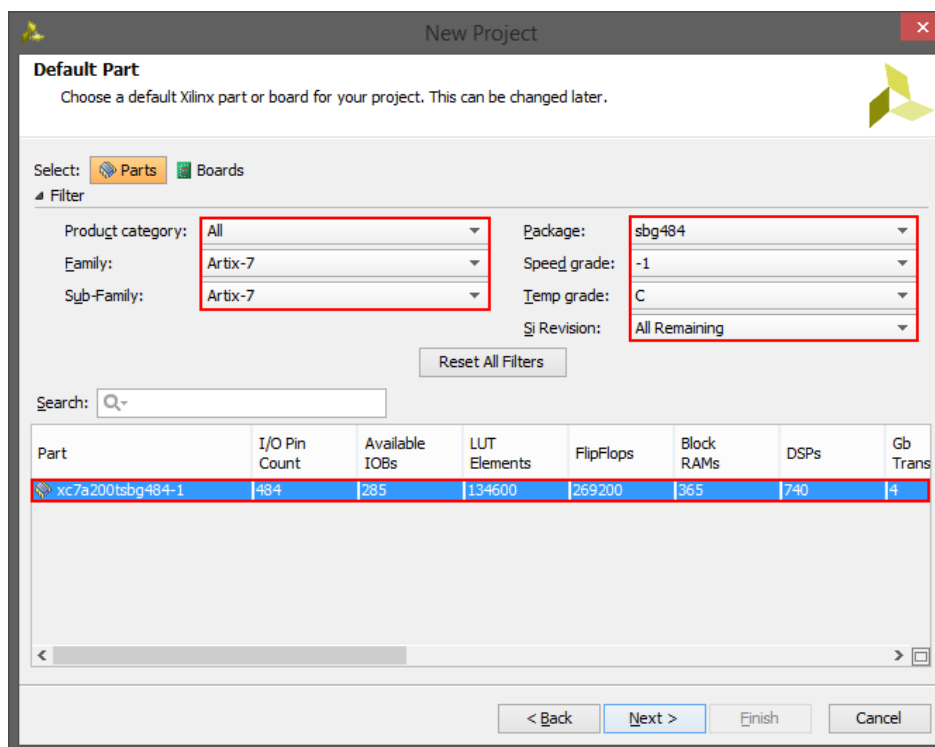 New Project
Default Part
Choose a default Xilinx part or board for your project. This can be changed later.
Select: Parts Boards
Filter
Product category: All Package: sbg484
Family: Artix-7 Speed grade: -1
Sub-Family: Artix-7 Temp grade: C
Si Revision: All Remaining
Reset All Filters
Search:
Part I/O Pin Count Available IOBs LUT Elements FlipFlops Block RAMs DSPs Gb Trans
xc7a200tsbg484-1 484 285 134600 269200 365 740 4
< Back Next > Finish Cancel